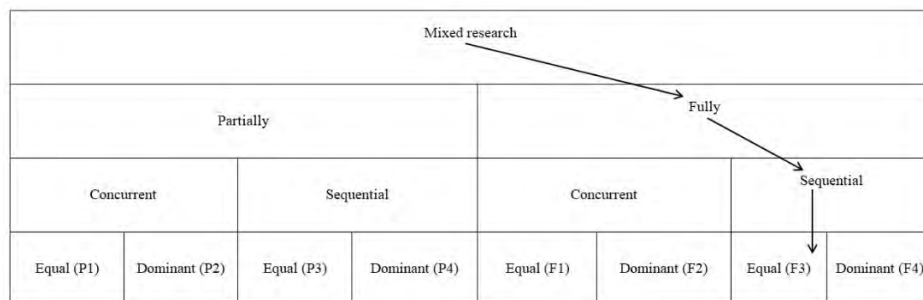 Mixed research
Partially Fully
Concurrent Sequential Concurrent Sequential
Equal (P1) Dominant (P2) Equal (P3) Dominant (P4) Equal (F1) Dominant (F2) Equal (F3) Dominant (F4)